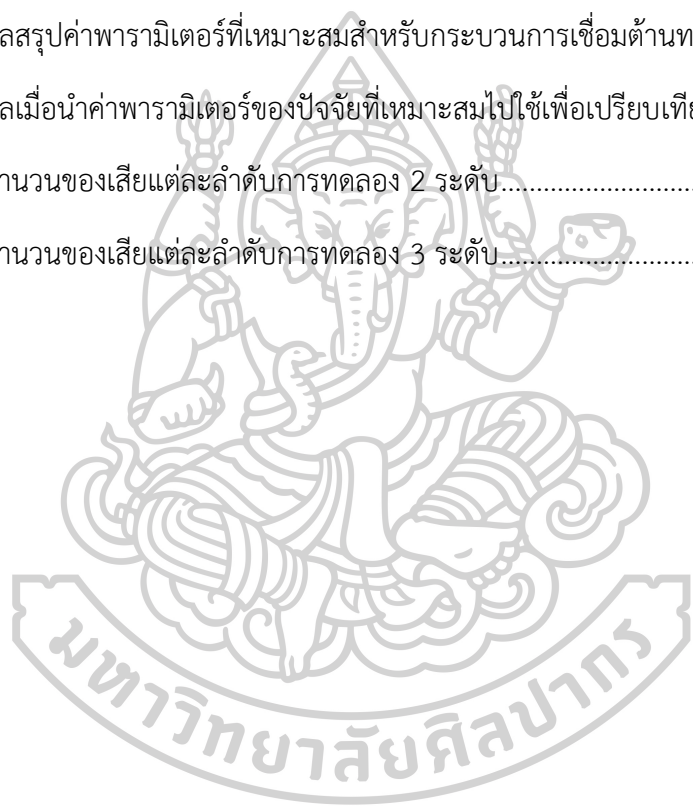 ลสรุปค่าพารามิเตอร์ที่เหมาะสมสำหรับกระบวนการเชื่อมต้านท
ลเมื่อนำค่าพารามิเตอร์ของปัจจัยที่เหมาะสมไปใช้เพื่อเปรียบเที
ำนวนของเสียแต่ละลำดับการทดลอง 2 ระดับ............................
ำนวนของเสียแต่ละลำดับการทดลอง 3 ระดับ............................
มหาวิทยาลัยศิลปากร